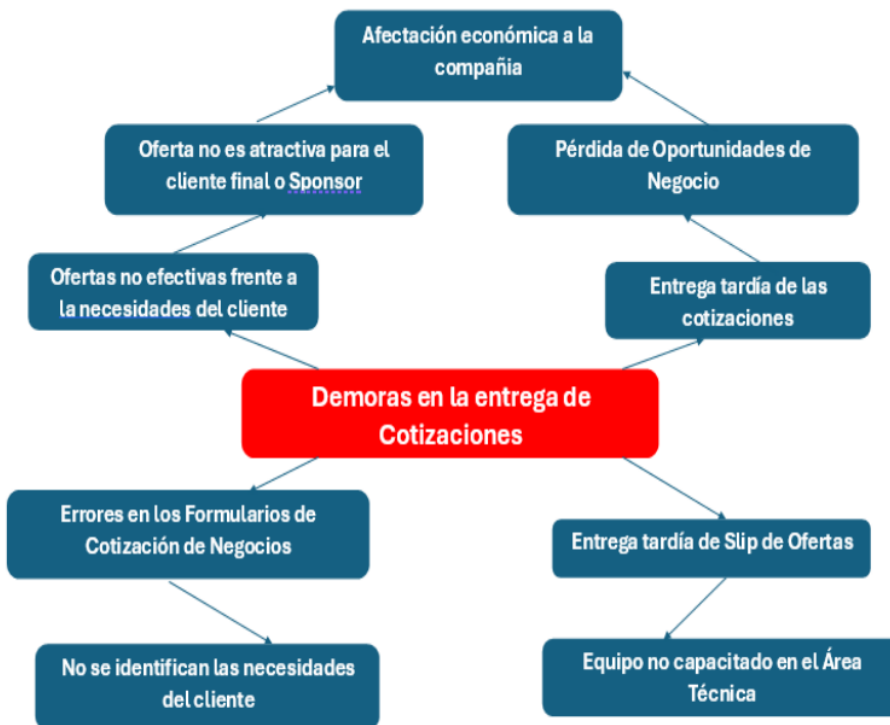 Afectación económica a la
compañia
Oferta no es atractiva para el
cliente final o Sponsor
Pérdida de Oportunidades de
Negocio
Ofertas no efectivas frente a
la necesidades del cliente
Entrega tardía de las
cotizaciones
Demoras en la entrega de
Cotizaciones
Errores en los Formularios de
Cotización de Negocios
Entrega tardía de Slip de Ofertas
No se identifican las necesidades
del cliente
Equipo no capacitado en el Área
Técnica